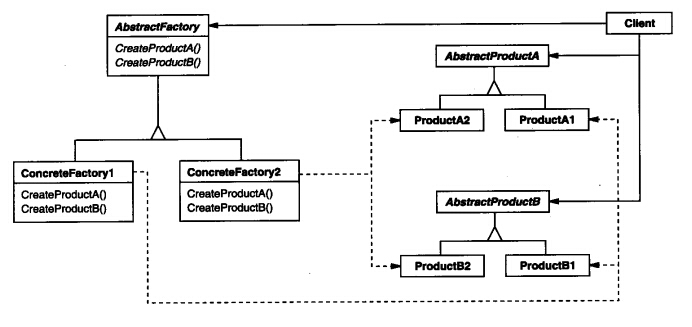 AbstractFactory
CreateProductA()
CreateProductB()
Client
AbstractProductA
ProductA2
ProductA1
ConcreteFactory1
CreateProductA()
CreateProductB()
ConcreteFactory2
CreateProductA()
CreateProductB()
AbstractProductB
ProductB2
ProductB1